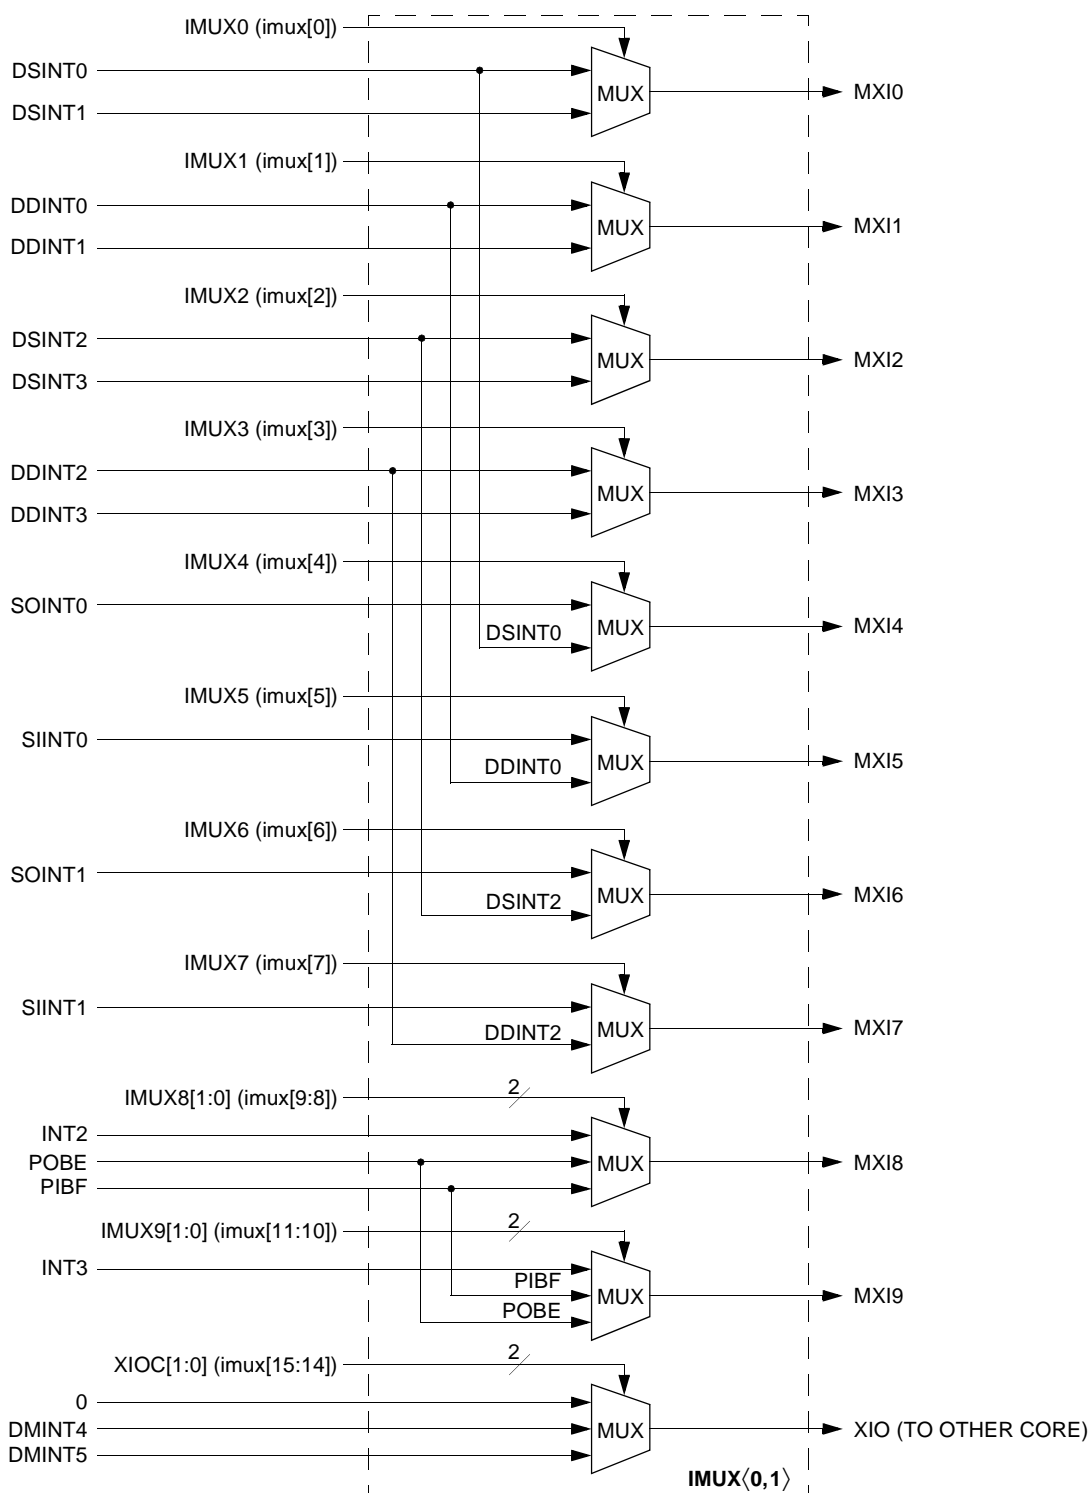 IMUX0 (imux[0])
DSINT0
MUX
MXI0
DSINT1
IMUX1 (imux[1])
DDINT0
MUX
MXI1
DDINT1
IMUX2 (imux[2])
DSINT2
MUX
MXI2
DSINT3
IMUX3 (imux[3])
DDINT2
MUX
MXI3
DDINT3
IMUX4 (imux[4])
SOINT0
MUX
MXI4
DSINT0
IMUX5 (imux[5])
SIINT0
MUX
MXI5
DDINT0
IMUX6 (imux[6])
SOINT1
MUX
MXI6
DSINT2
IMUX7 (imux[7])
SIINT1
MUX
MXI7
DDINT2
IMUX8[1:0] (imux[9:8])
2
INT2
POBE
MUX
MXI8
PIBF
IMUX9[1:0] (imux[11:10])
2
INT3
PIBF
MUX
MXI9
POBE
XIOC[1:0] (imux[15:14])
2
0
DMINT4
MUX
XIO (TO OTHER CORE)
DMINT5
IMUX⟨0,1⟩